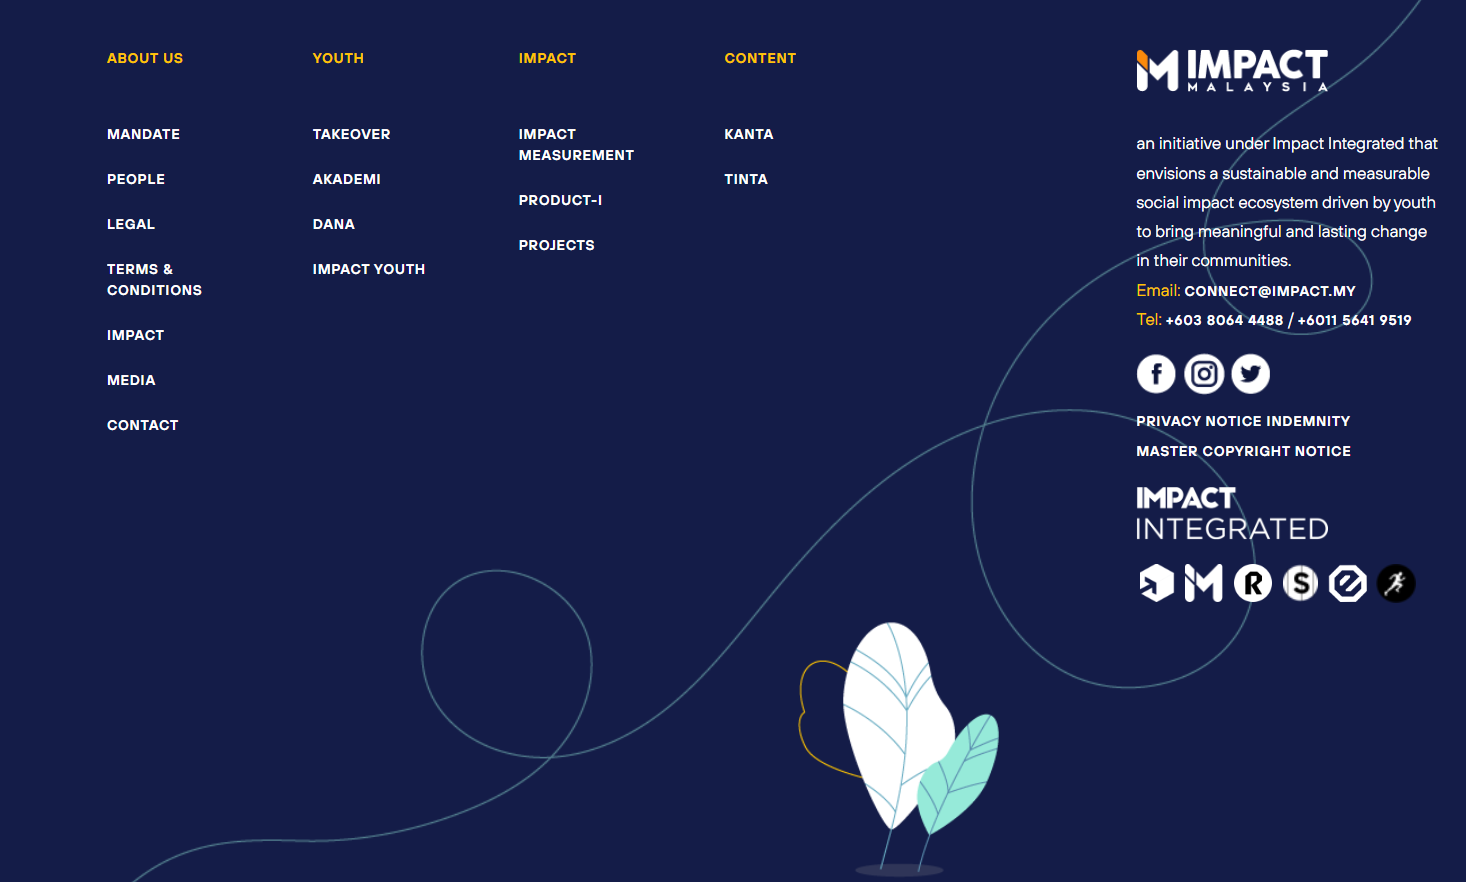 ABOUT US
MANDATE
PEOPLE
LEGAL
TERMS &
CONDITIONS
IMPACT
MEDIA
CONTACT
YOUTH
TAKEOVER
AKADEMI
DANA
IMPACT YOUTH
IMPACT
IMPACT
MEASUREMENT
PRODUCT-I
PROJECTS
CONTENT
KANTA
TINTA
IMPACT
MALAYSIA
an initiative under Impact Integrated that
envisions a sustainable and measurable
social impact ecosystem driven by youth
to bring meaningful and lasting change
in their communities.
Email: CONNECT@IMPACT.MY
Tel: +603 8064 4488 / +6011 5641 9519
PRIVACY NOTICE INDEMNITY
MASTER COPYRIGHT NOTICE
IMPACT
INTEGRATED
M R S